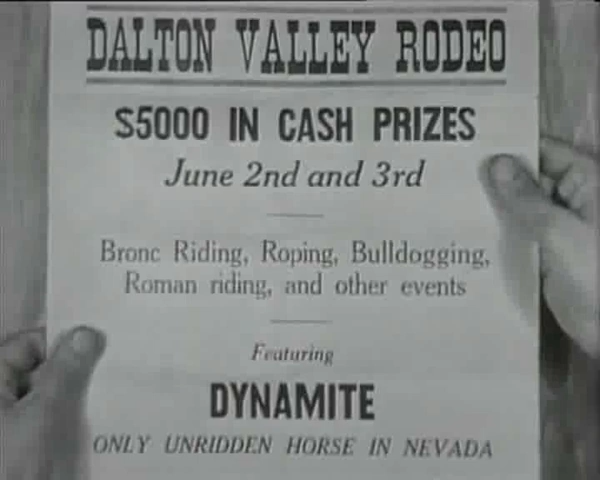 DALTON VALLEY RODEO
$5000 IN CASH PRIZES
June 2nd and 3rd
Bronc Riding, Roping, Bulldogging,
Roman riding, and other events
Featuring
DYNAMITE
ONLY UNRIDDEN HORSE IN NEVADA